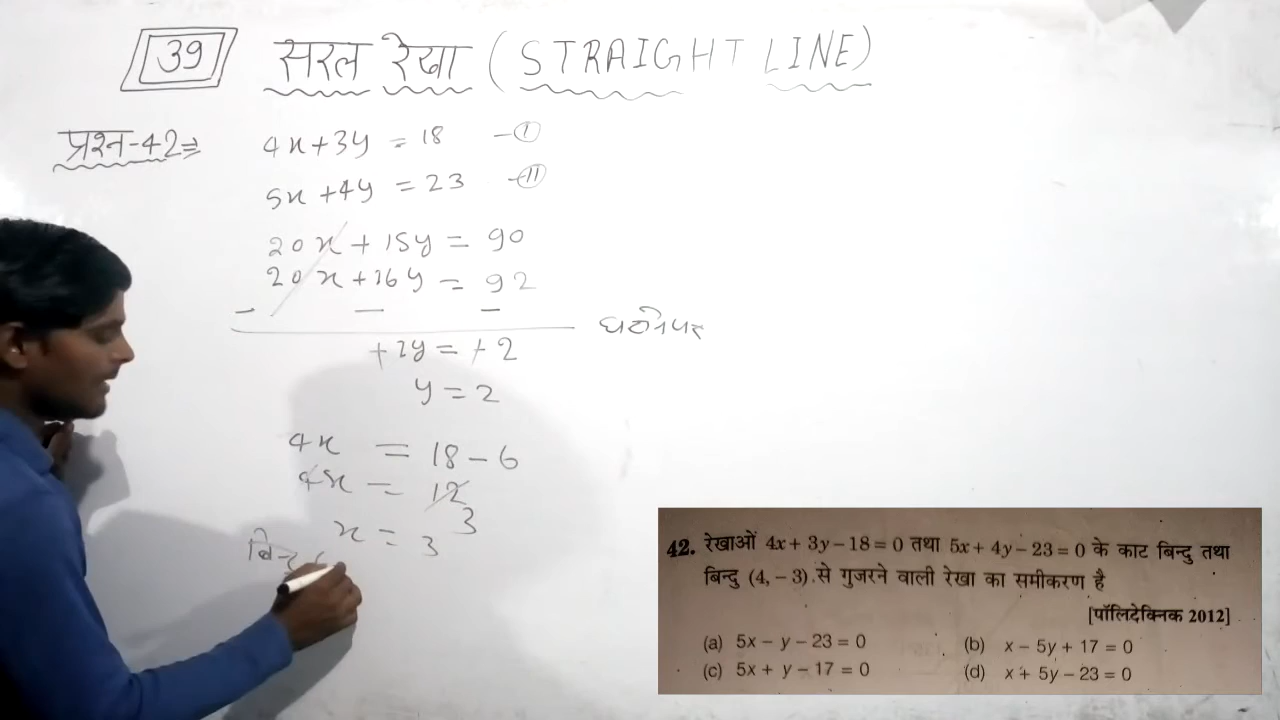 39 सरल रेखा (STRAIGHT LINE)
प्रश्न-42⇒ 4x+3y = 18 —(I)
5x+4y = 23 —(II)
20x + 15y = 90
20x + 16y = 92
— — —
घटाने पर
+ y = + 2
y = 2
4x = 18 - 6
4x = 12
3
x = 3
बिन्दु (
42. रेखाओं 4x + 3y – 18 = 0 तथा 5x + 4y – 23 = 0 के काट बिन्दु तथा
बिन्दु (4, – 3) से गुजरने वाली रेखा का समीकरण है
[पॉलिटेक्निक 2012]
(a) 5x – y – 23 = 0 (b) x – 5y + 17 = 0
(c) 5x + y – 17 = 0 (d) x + 5y – 23 = 0